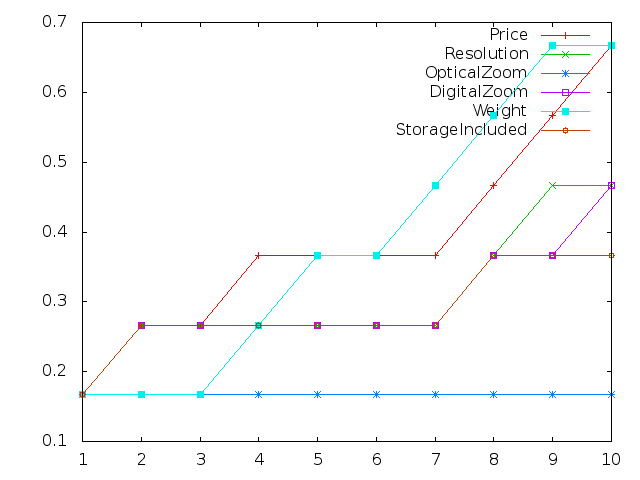 0.7
0.6
0.5
0.4
0.3
0.2
0.1
Price
Resolution
OpticalZoom
DigitalZoom
Weight
StorageIncluded
1 2 3 4 5 6 7 8 9 10